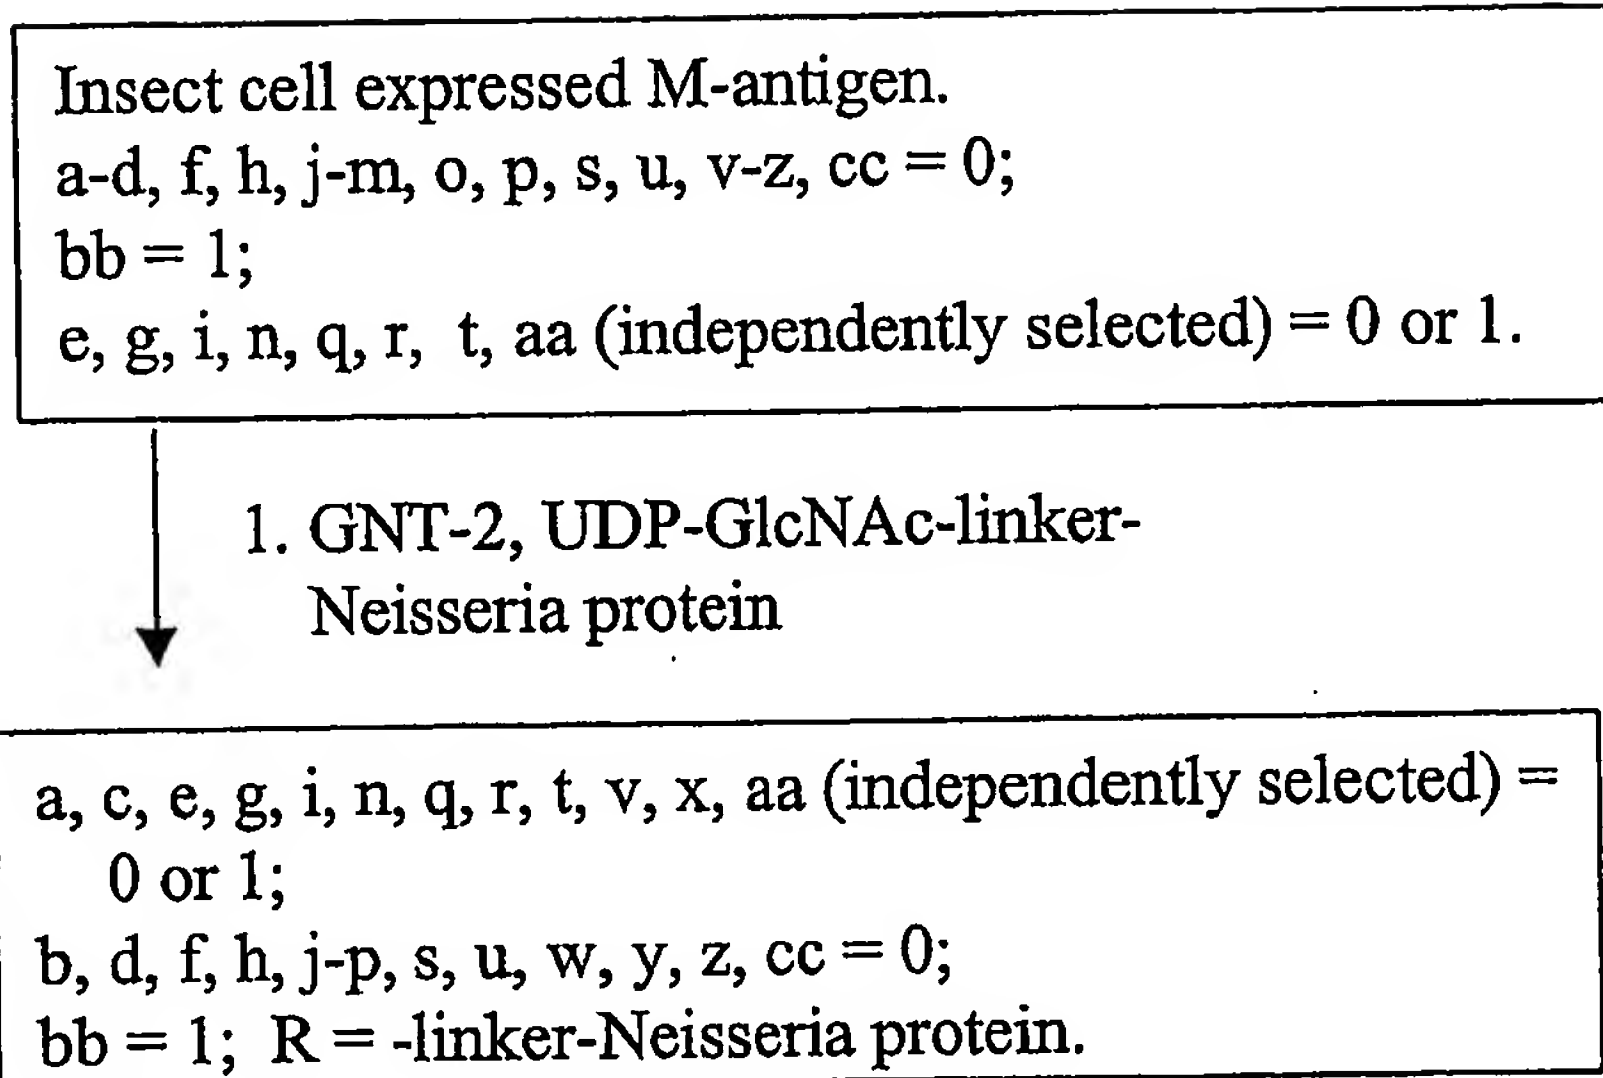 Insect cell expressed M-antigen.
a-d, f, h, j-m, o, p, s, u, v-z, cc = 0;
bb = 1;
e, g, i, n, q, r, t, aa (independently selected) = 0 or 1.
1. GNT-2, UDP-GlcNAc-linker-
Neisseria protein
a, c, e, g, i, n, q, r, t, v, x, aa (independently selected) =
0 or 1;
b, d, f, h, j-p, s, u, w, y, z, cc = 0;
bb = 1; R = -linker-Neisseria protein.